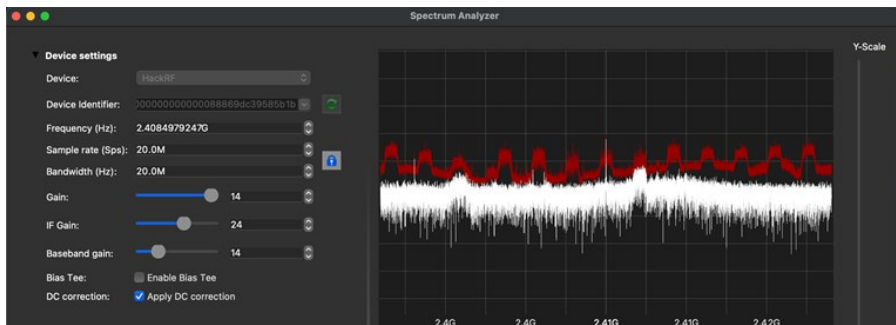 Spectrum Analyzer
Device settings
Device: HackRF
Device Identifier: 000000000000088869dc39585b1b
Frequency (Hz): 2.4084979247G
Sample rate (Sps): 20.0M
Bandwidth (Hz): 20.0M
Gain: 14
IF Gain: 24
Baseband gain: 14
Bias Tee: Enable Bias Tee
DC correction: Apply DC correction
Y-Scale
2.4G 2.4G 2.41G 2.41G 2.42G